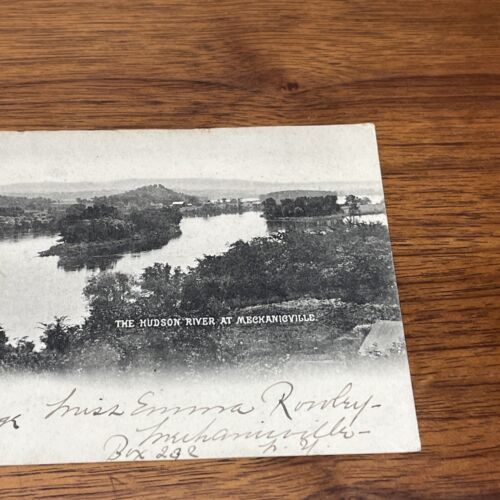 THE HUDSON RIVER AT MECHANICVILLE.
Miss Emma Rowley-
Mechanicville-
Box 292 N.Y.